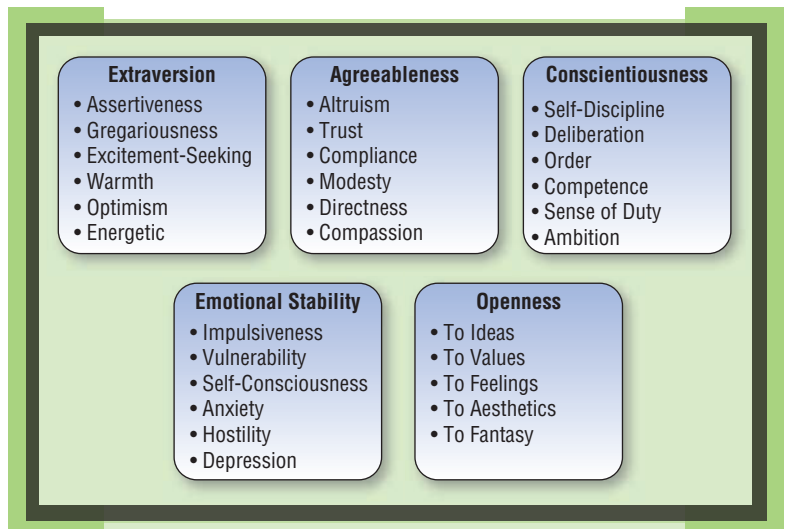 Extraversion
• Assertiveness
• Gregariousness
• Excitement-Seeking
• Warmth
• Optimism
• Energetic
Agreeableness
• Altruism
• Trust
• Compliance
• Modesty
• Directness
• Compassion
Conscientiousness
• Self-Discipline
• Deliberation
• Order
• Competence
• Sense of Duty
• Ambition
Emotional Stability
• Impulsiveness
• Vulnerability
• Self-Consciousness
• Anxiety
• Hostility
• Depression
Openness
• To Ideas
• To Values
• To Feelings
• To Aesthetics
• To Fantasy